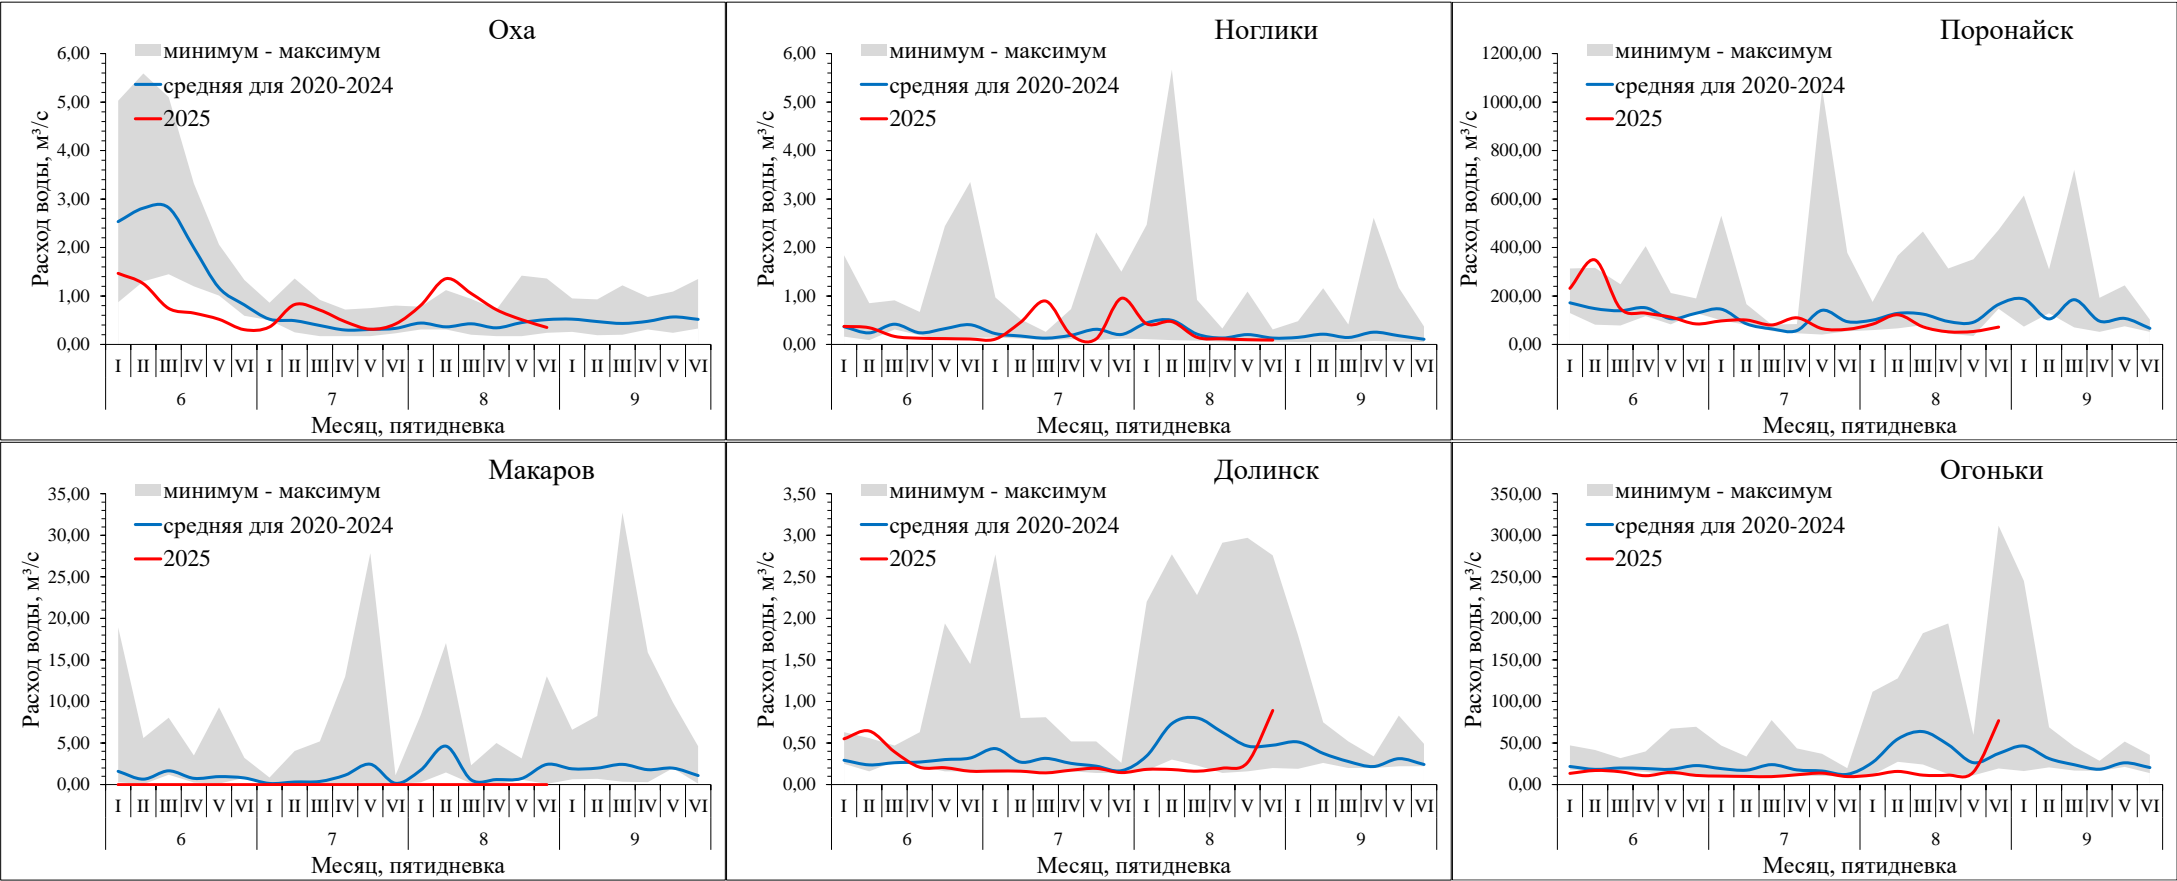 Оха
минимум - максимум
средняя для 2020-2024
2025
Расход воды, м³/с
6,00
5,00
4,00
3,00
2,00
1,00
0,00
I II III IV V VI I II III IV V VI I II III IV V VI I II III IV V VI
6 7 8 9
Месяц, пятидневка
Ноглики
минимум - максимум
средняя для 2020-2024
2025
Расход воды, м³/с
6,00
5,00
4,00
3,00
2,00
1,00
0,00
I II III IV V VI I II III IV V VI I II III IV V VI I II III IV V VI
6 7 8 9
Месяц, пятидневка
Поронайск
минимум - максимум
средняя для 2020-2024
2025
Расход воды, м³/с
1200,00
1000,00
800,00
600,00
400,00
200,00
0,00
I II III IV V VI I II III IV V VI I II III IV V VI I II III IV V VI
6 7 8 9
Месяц, пятидневка
Макаров
минимум - максимум
средняя для 2020-2024
2025
Расход воды, м³/с
35,00
30,00
25,00
20,00
15,00
10,00
5,00
0,00
I II III IV V VI I II III IV V VI I II III IV V VI I II III IV V VI
6 7 8 9
Месяц, пятидневка
Долинск
минимум - максимум
средняя для 2020-2024
2025
Расход воды, м³/с
3,50
3,00
2,50
2,00
1,50
1,00
0,50
0,00
I II III IV V VI I II III IV V VI I II III IV V VI I II III IV V VI
6 7 8 9
Месяц, пятидневка
Огоньки
минимум - максимум
средняя для 2020-2024
2025
Расход воды, м³/с
350,00
300,00
250,00
200,00
150,00
100,00
50,00
0,00
I II III IV V VI I II III IV V VI I II III IV V VI I II III IV V VI
6 7 8 9
Месяц, пятидневка